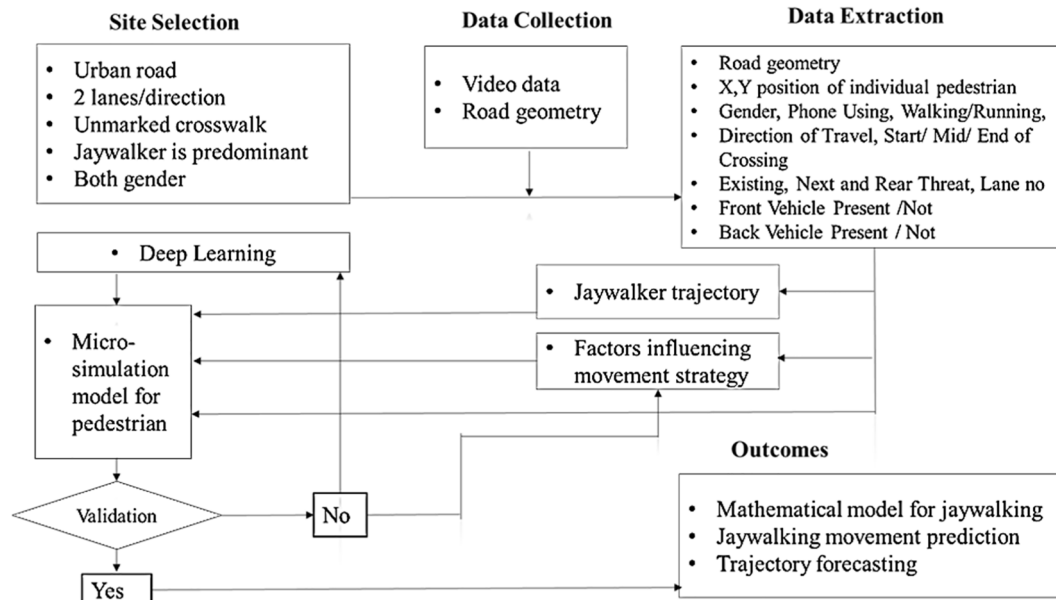 Site Selection
• Urban road
• 2 lanes/direction
• Unmarked crosswalk
• Jaywalker is predominant
• Both gender
Data Collection
• Video data
• Road geometry
Data Extraction
• Road geometry
• X,Y position of individual pedestrian
• Gender, Phone Using, Walking/Running,
• Direction of Travel, Start/ Mid/ End of
Crossing
• Existing, Next and Rear Threat, Lane no
• Front Vehicle Present /Not
• Back Vehicle Present / Not
• Deep Learning
• Jaywalker trajectory
• Factors influencing
movement strategy
• Micro-
simulation
model for
pedestrian
Validation
No
Yes
Outcomes
• Mathematical model for jaywalking
• Jaywalking movement prediction
• Trajectory forecasting